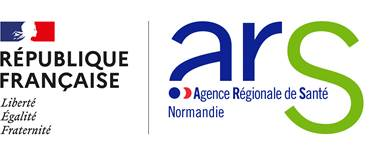 RÉPUBLIQUE
FRANÇAISE
Liberté
Égalité
Fraternité
ars
Agence Régionale de Santé
Normandie